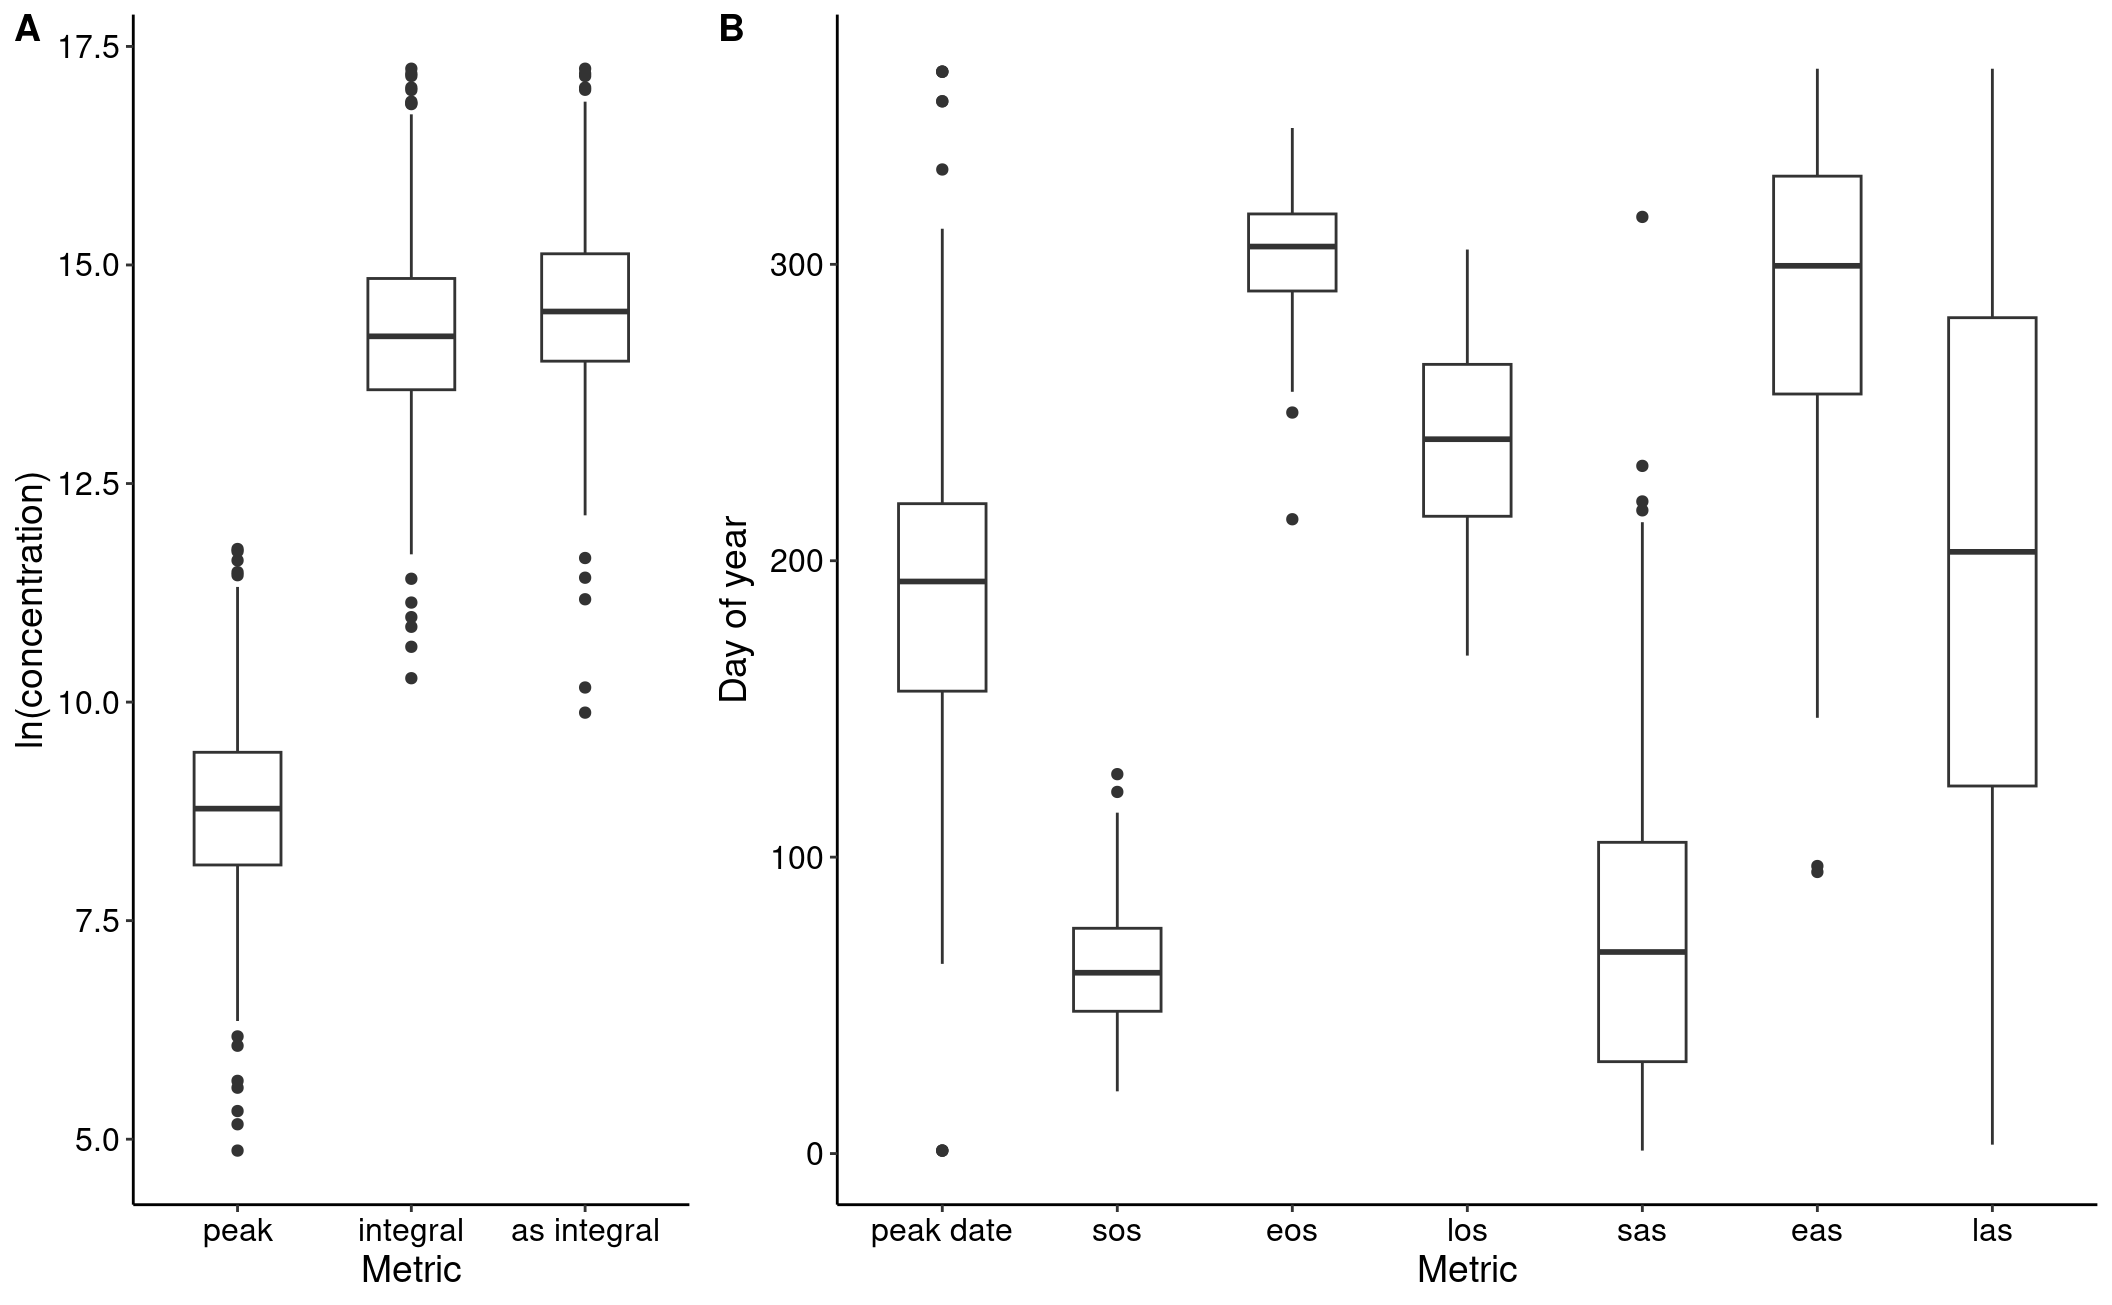 A
17.5
15.0
12.5
10.0
7.5
5.0
ln(concentration)
peak integral as integral
Metric
B
300
200
100
0
Day of year
peak date sos eos los sas eas las
Metric